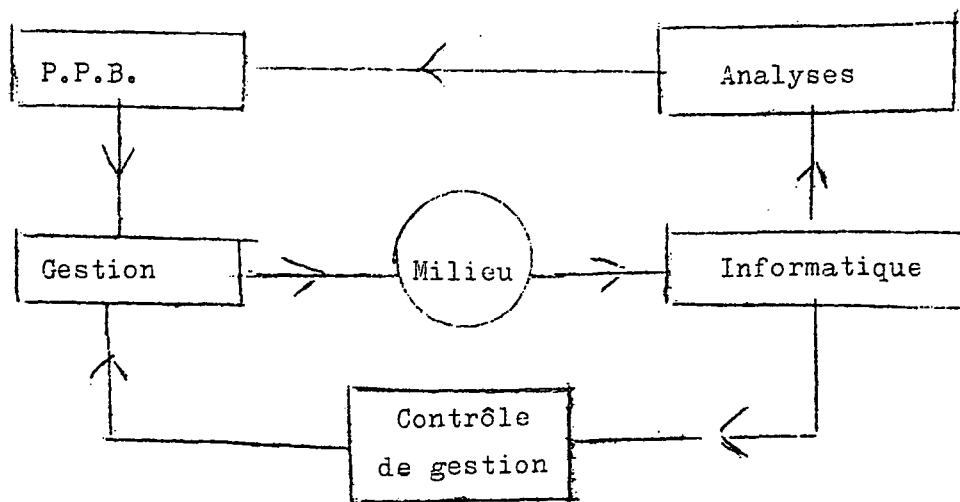 P.P.B.
Analyses
Gestion
Milieu
Informatique
Contrôle
de gestion